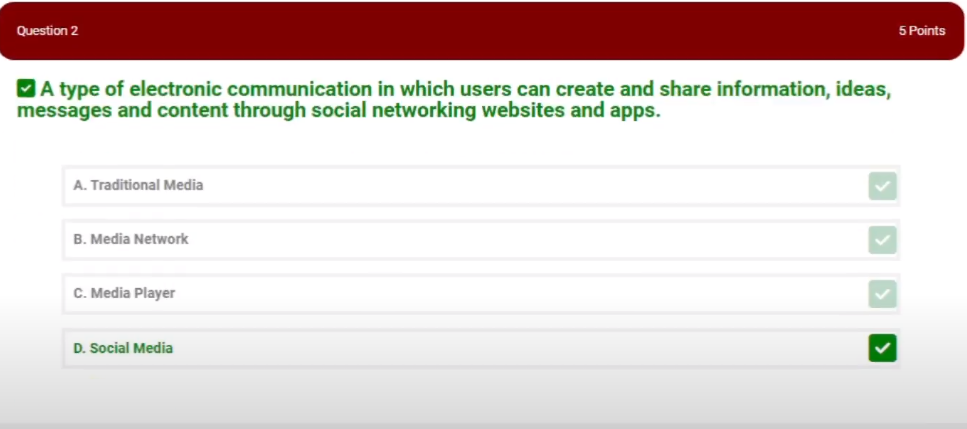 Question 2
5 Points
A type of electronic communication in which users can create and share information, ideas,
messages and content through social networking websites and apps.
A. Traditional Media
B. Media Network
C. Media Player
D. Social Media